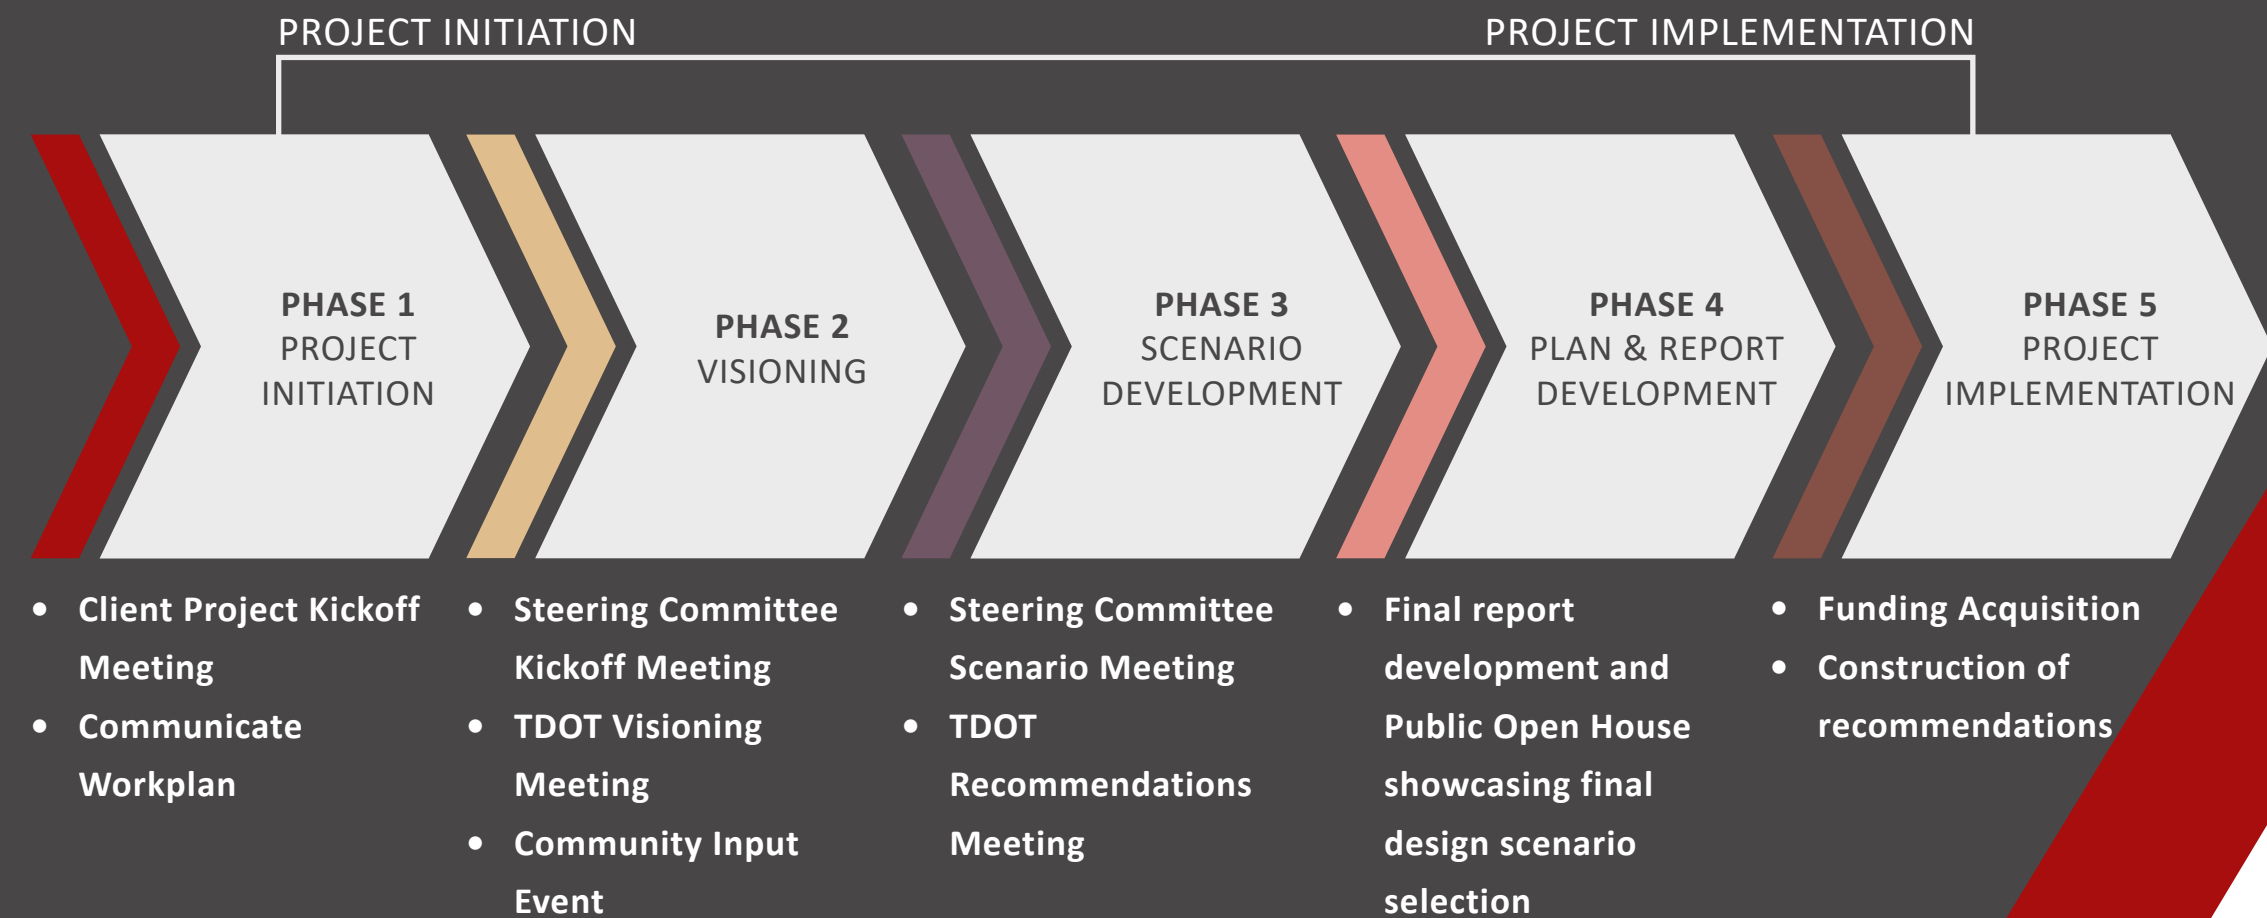 PROJECT INITIATION
PROJECT IMPLEMENTATION
PHASE 1
PROJECT
INITIATION
PHASE 2
VISIONING
PHASE 3
SCENARIO
DEVELOPMENT
PHASE 4
PLAN & REPORT
DEVELOPMENT
PHASE 5
PROJECT
IMPLEMENTATION
• Client Project Kickoff
Meeting
• Communicate
Workplan
• Steering Committee
Kickoff Meeting
• TDOT Visioning
Meeting
• Community Input
Event
• Steering Committee
Scenario Meeting
• TDOT
Recommendations
Meeting
• Final report
development and
Public Open House
showcasing final
design scenario
selection
• Funding Acquisition
• Construction of
recommendations